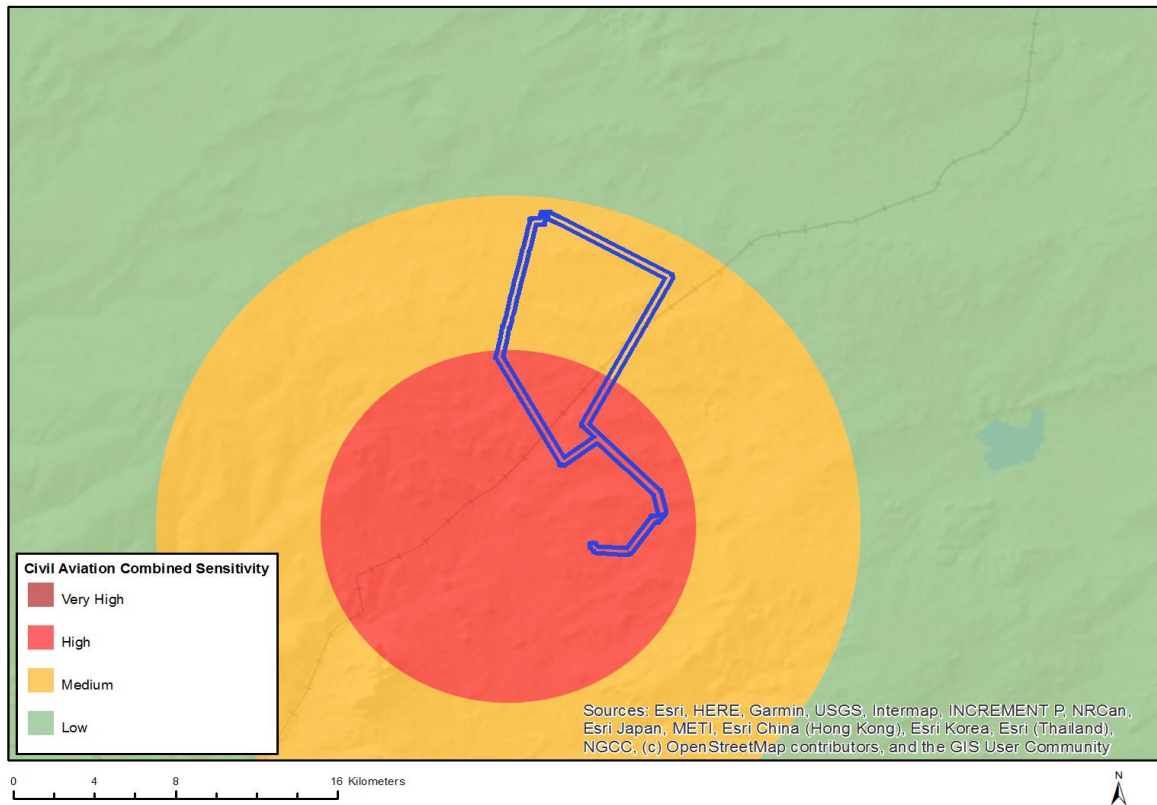 Civil Aviation Combined Sensitivity
Very High
High
Medium
Low
Sources: Esri, HERE, Garmin, USGS, Intermap, INCREMENT P, NRCan,
Esri Japan, METI, Esri China (Hong Kong), Esri Korea, Esri (Thailand),
NGCC, (c) OpenStreetMap contributors, and the GIS User Community
0 4 8 16 Kilometers
N